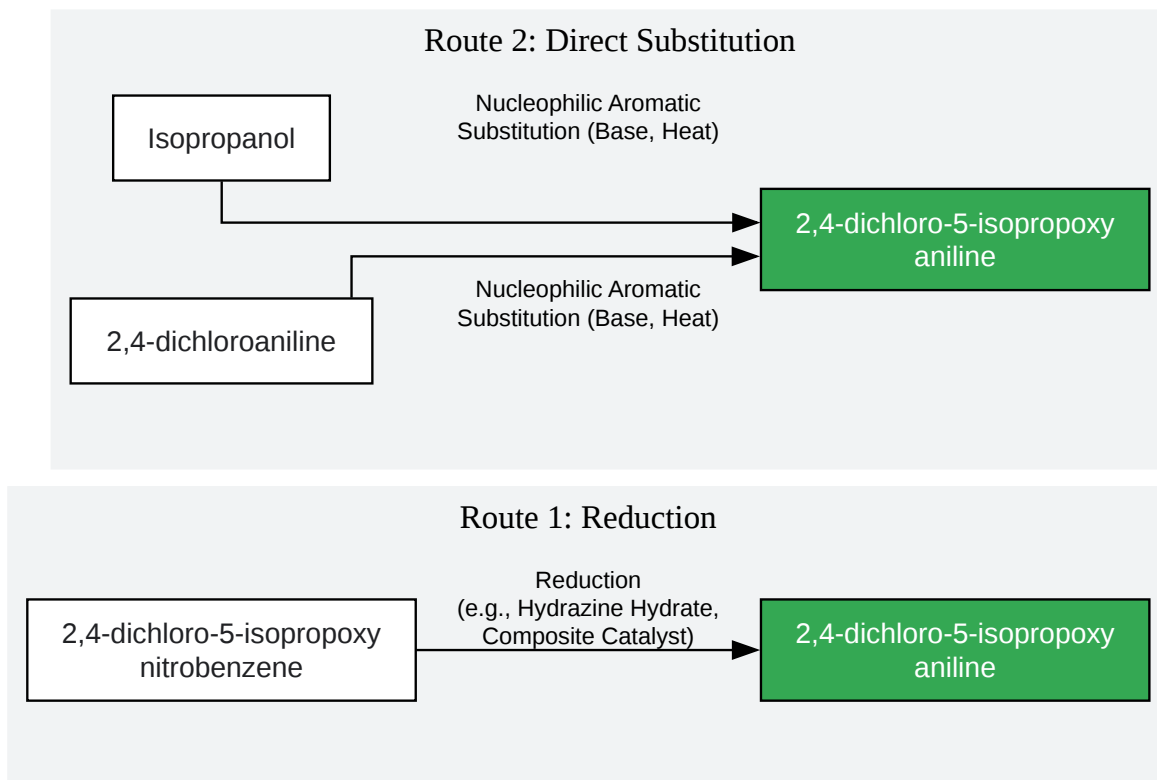 Route 2: Direct Substitution
Nucleophilic Aromatic
Substitution (Base, Heat)
Isopropanol
2,4-dichloro-5-isopropoxy
aniline
Nucleophilic Aromatic
Substitution (Base, Heat)
2,4-dichloroaniline
Route 1: Reduction
Reduction
(e.g., Hydrazine Hydrate,
Composite Catalyst)
2,4-dichloro-5-isopropoxy
nitrobenzene
2,4-dichloro-5-isopropoxy
aniline